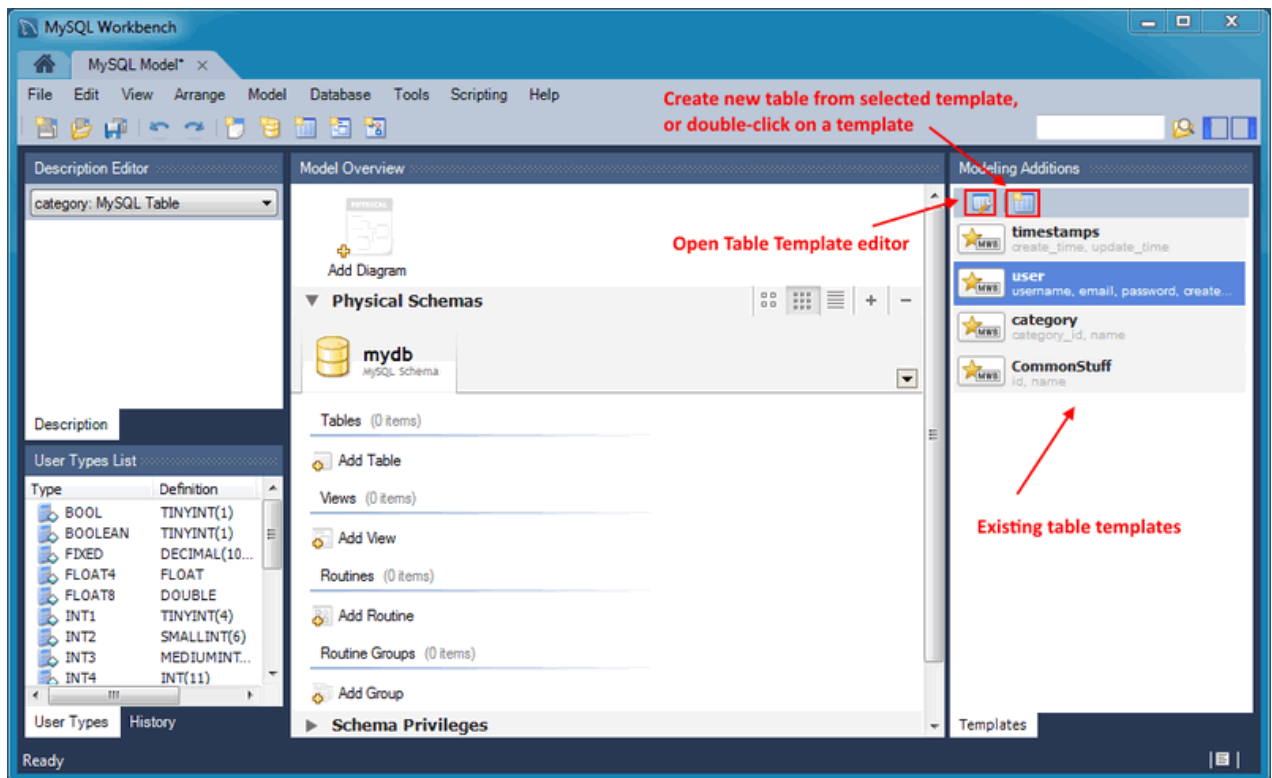 MySQL Workbench
MySQL Model* ×
File Edit View Arrange Model Database Tools Scripting Help
Create new table from selected template,
or double-click on a template
Description Editor
category: MySQL Table
Description
User Types List
Type Definition
BOOL TINYINT(1)
BOOLEAN TINYINT(1)
FIXED DECIMAL(10...
FLOAT4 FLOAT
FLOAT8 DOUBLE
INT1 TINYINT(4)
INT2 SMALLINT(6)
INT3 MEDIUMINT...
INT4 INT(11)
User Types History
Model Overview
PHYSICAL
Add Diagram
Open Table Template editor
Physical Schemas
mydb
MySQL Schema
Tables (0 items)
Add Table
Views (0 items)
Add View
Routines (0 items)
Add Routine
Routine Groups (0 items)
Add Group
Schema Privileges
Modeling Additions
MWB timestamps
create_time, update_time
MWB user
username, email, password, create...
MWB category
category_id, name
MWB CommonStuff
id, name
Existing table templates
Templates
Ready